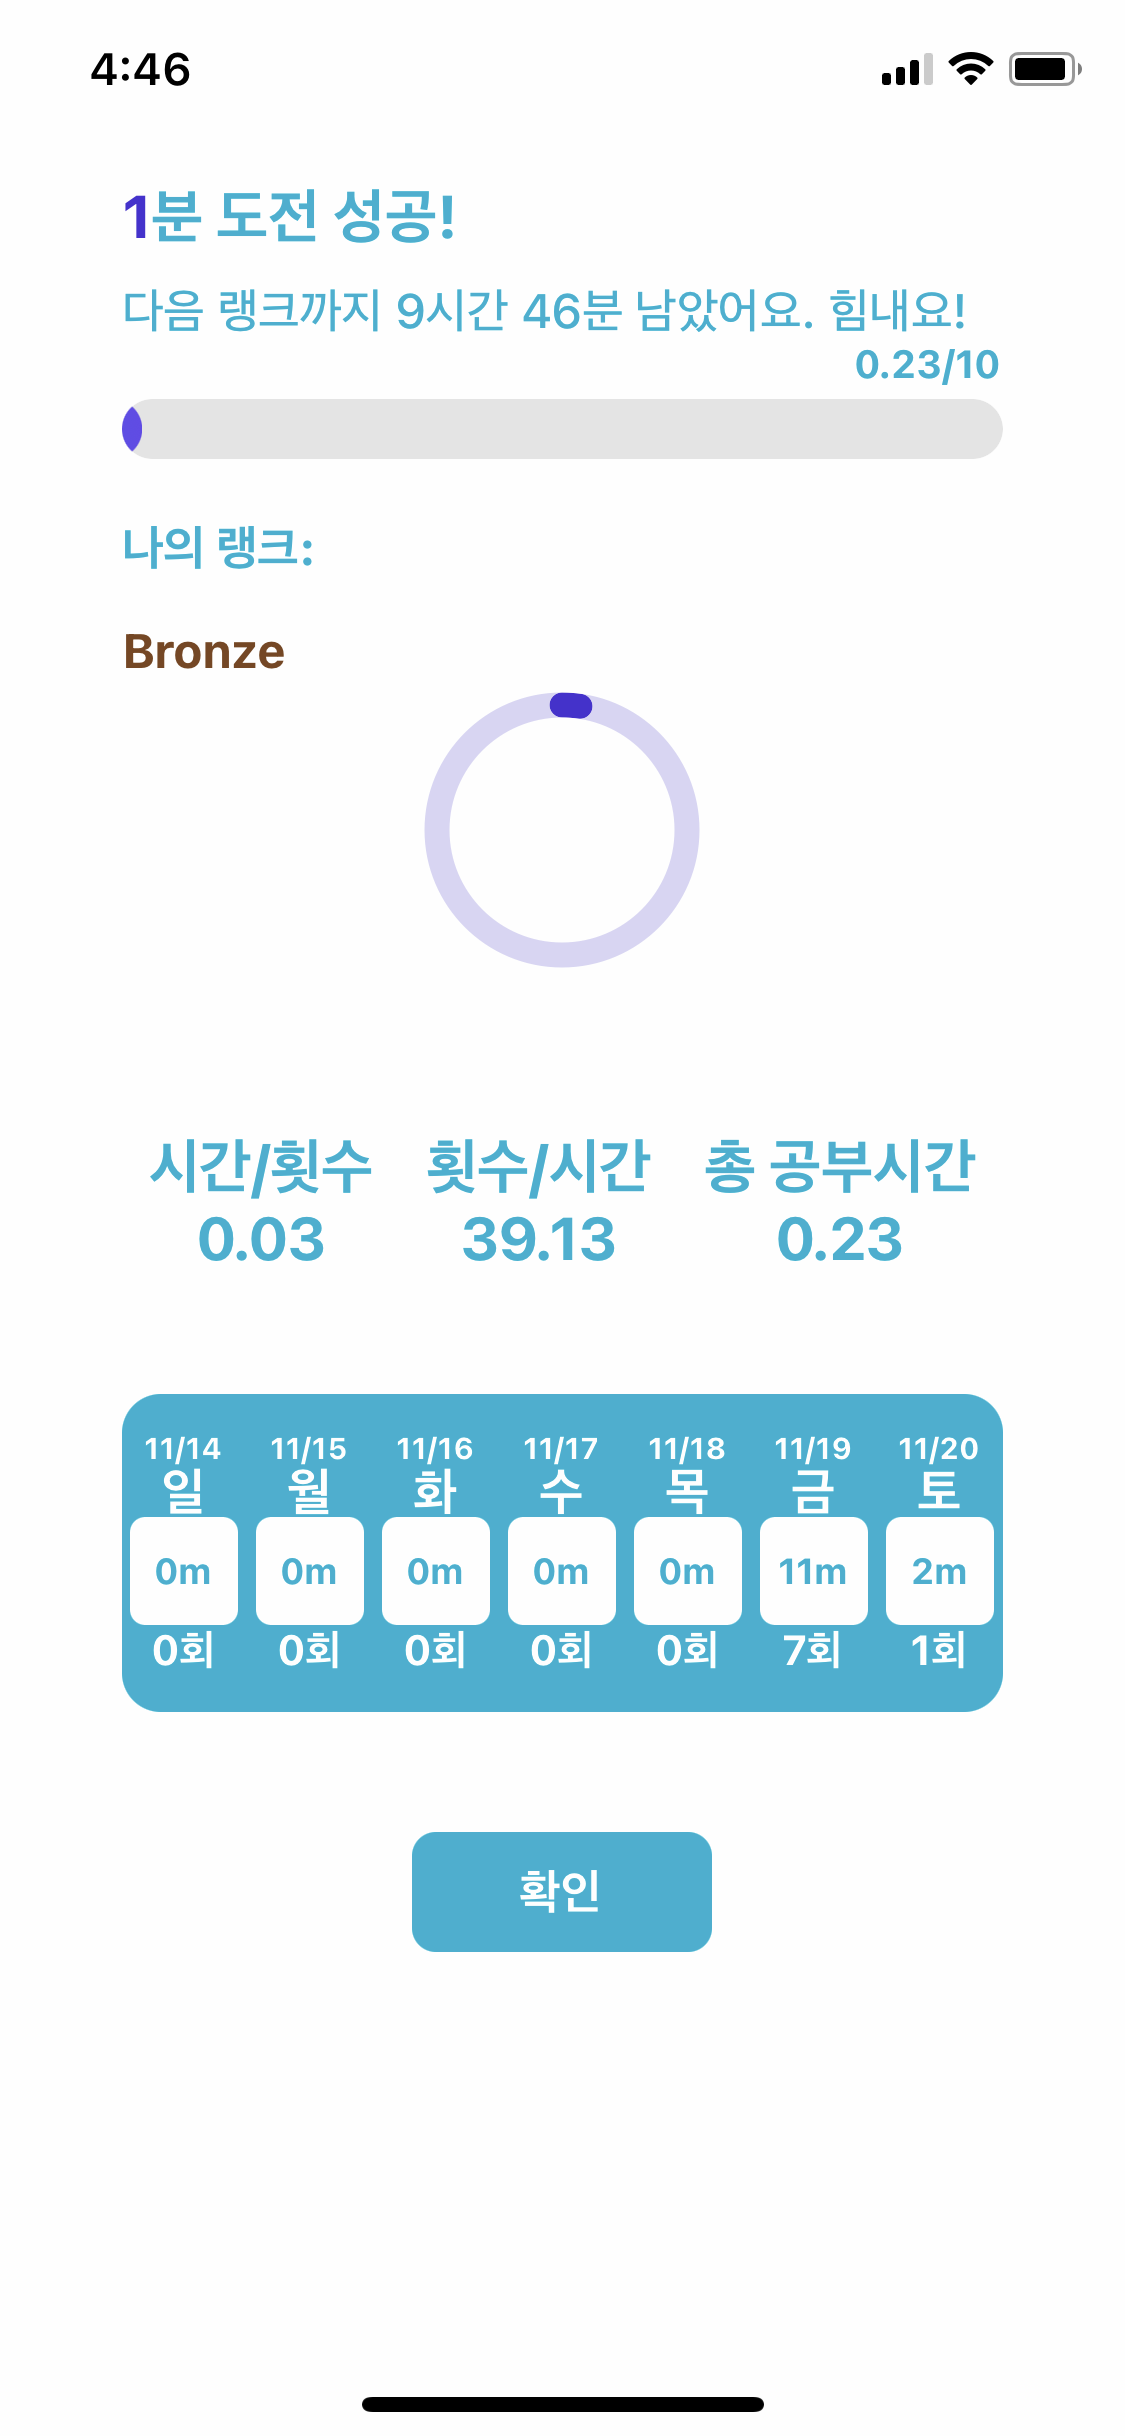 4:46
1분 도전 성공!
다음 랭크까지 9시간 46분 남았어요. 힘내요!
0.23/10
나의 랭크:
Bronze
시간/횟수 횟수/시간 총 공부시간
0.03 39.13 0.23
11/14 11/15 11/16 11/17 11/18 11/19 11/20
일 월 화 수 목 금 토
0m 0m 0m 0m 0m 11m 2m
0회 0회 0회 0회 0회 7회 1회
확인